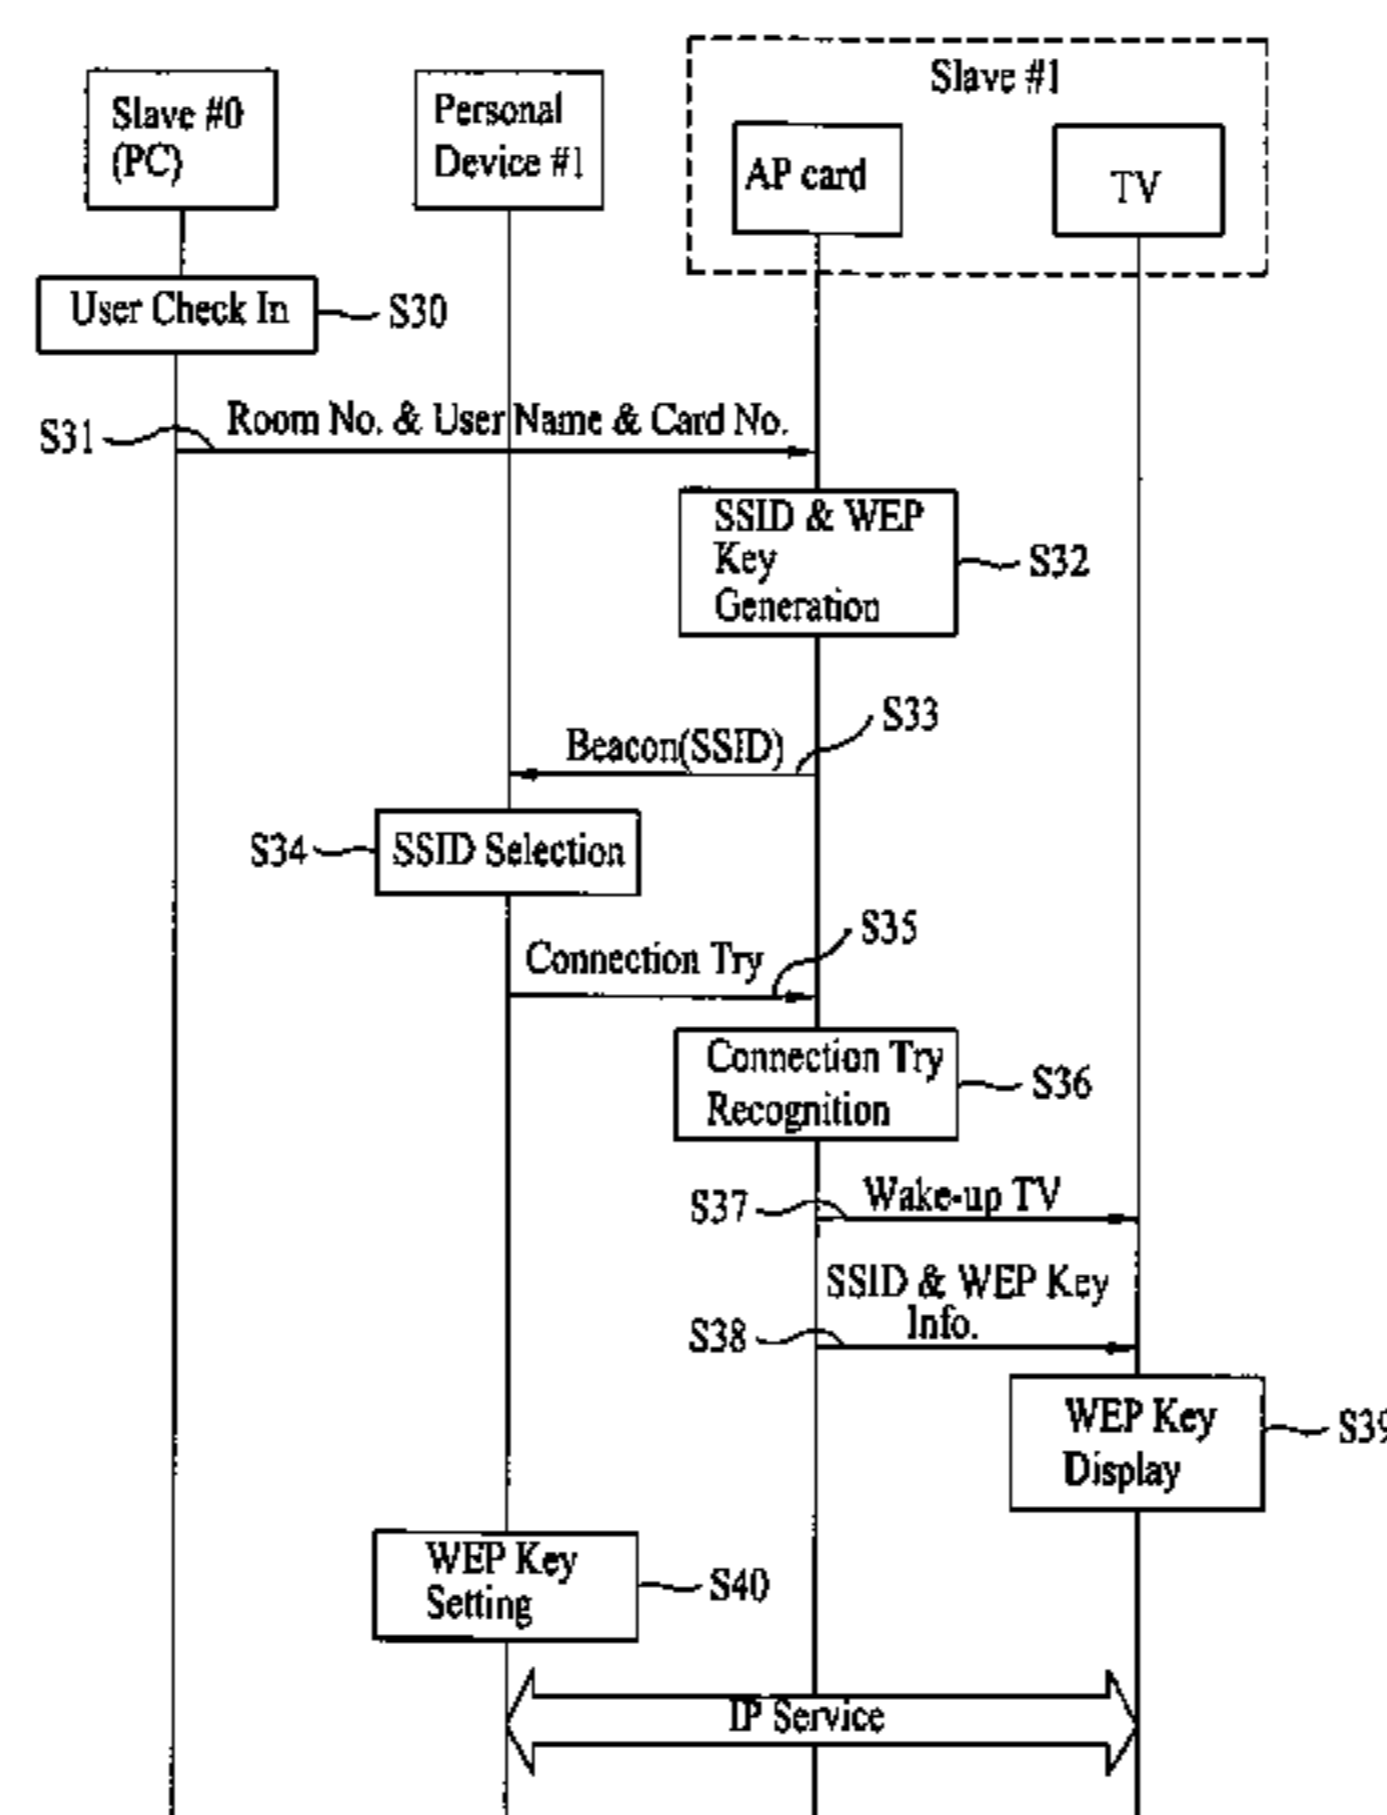 Slave #1
Slave #0
(PC)
Personal
Device #1
AP card
TV
User Check In
S30
Room No. & User Name & Card No.
S31
SSID & WEP
Key
Generation
S32
S33
Beacon(SSID)
S34
SSID Selection
S35
Connection Try
Connection Try
Recognition
S36
S37
Wake-up TV
SSID & WEP Key
Info.
S38
WEP Key
Display
S39
WEP Key
Setting
S40
IP Service